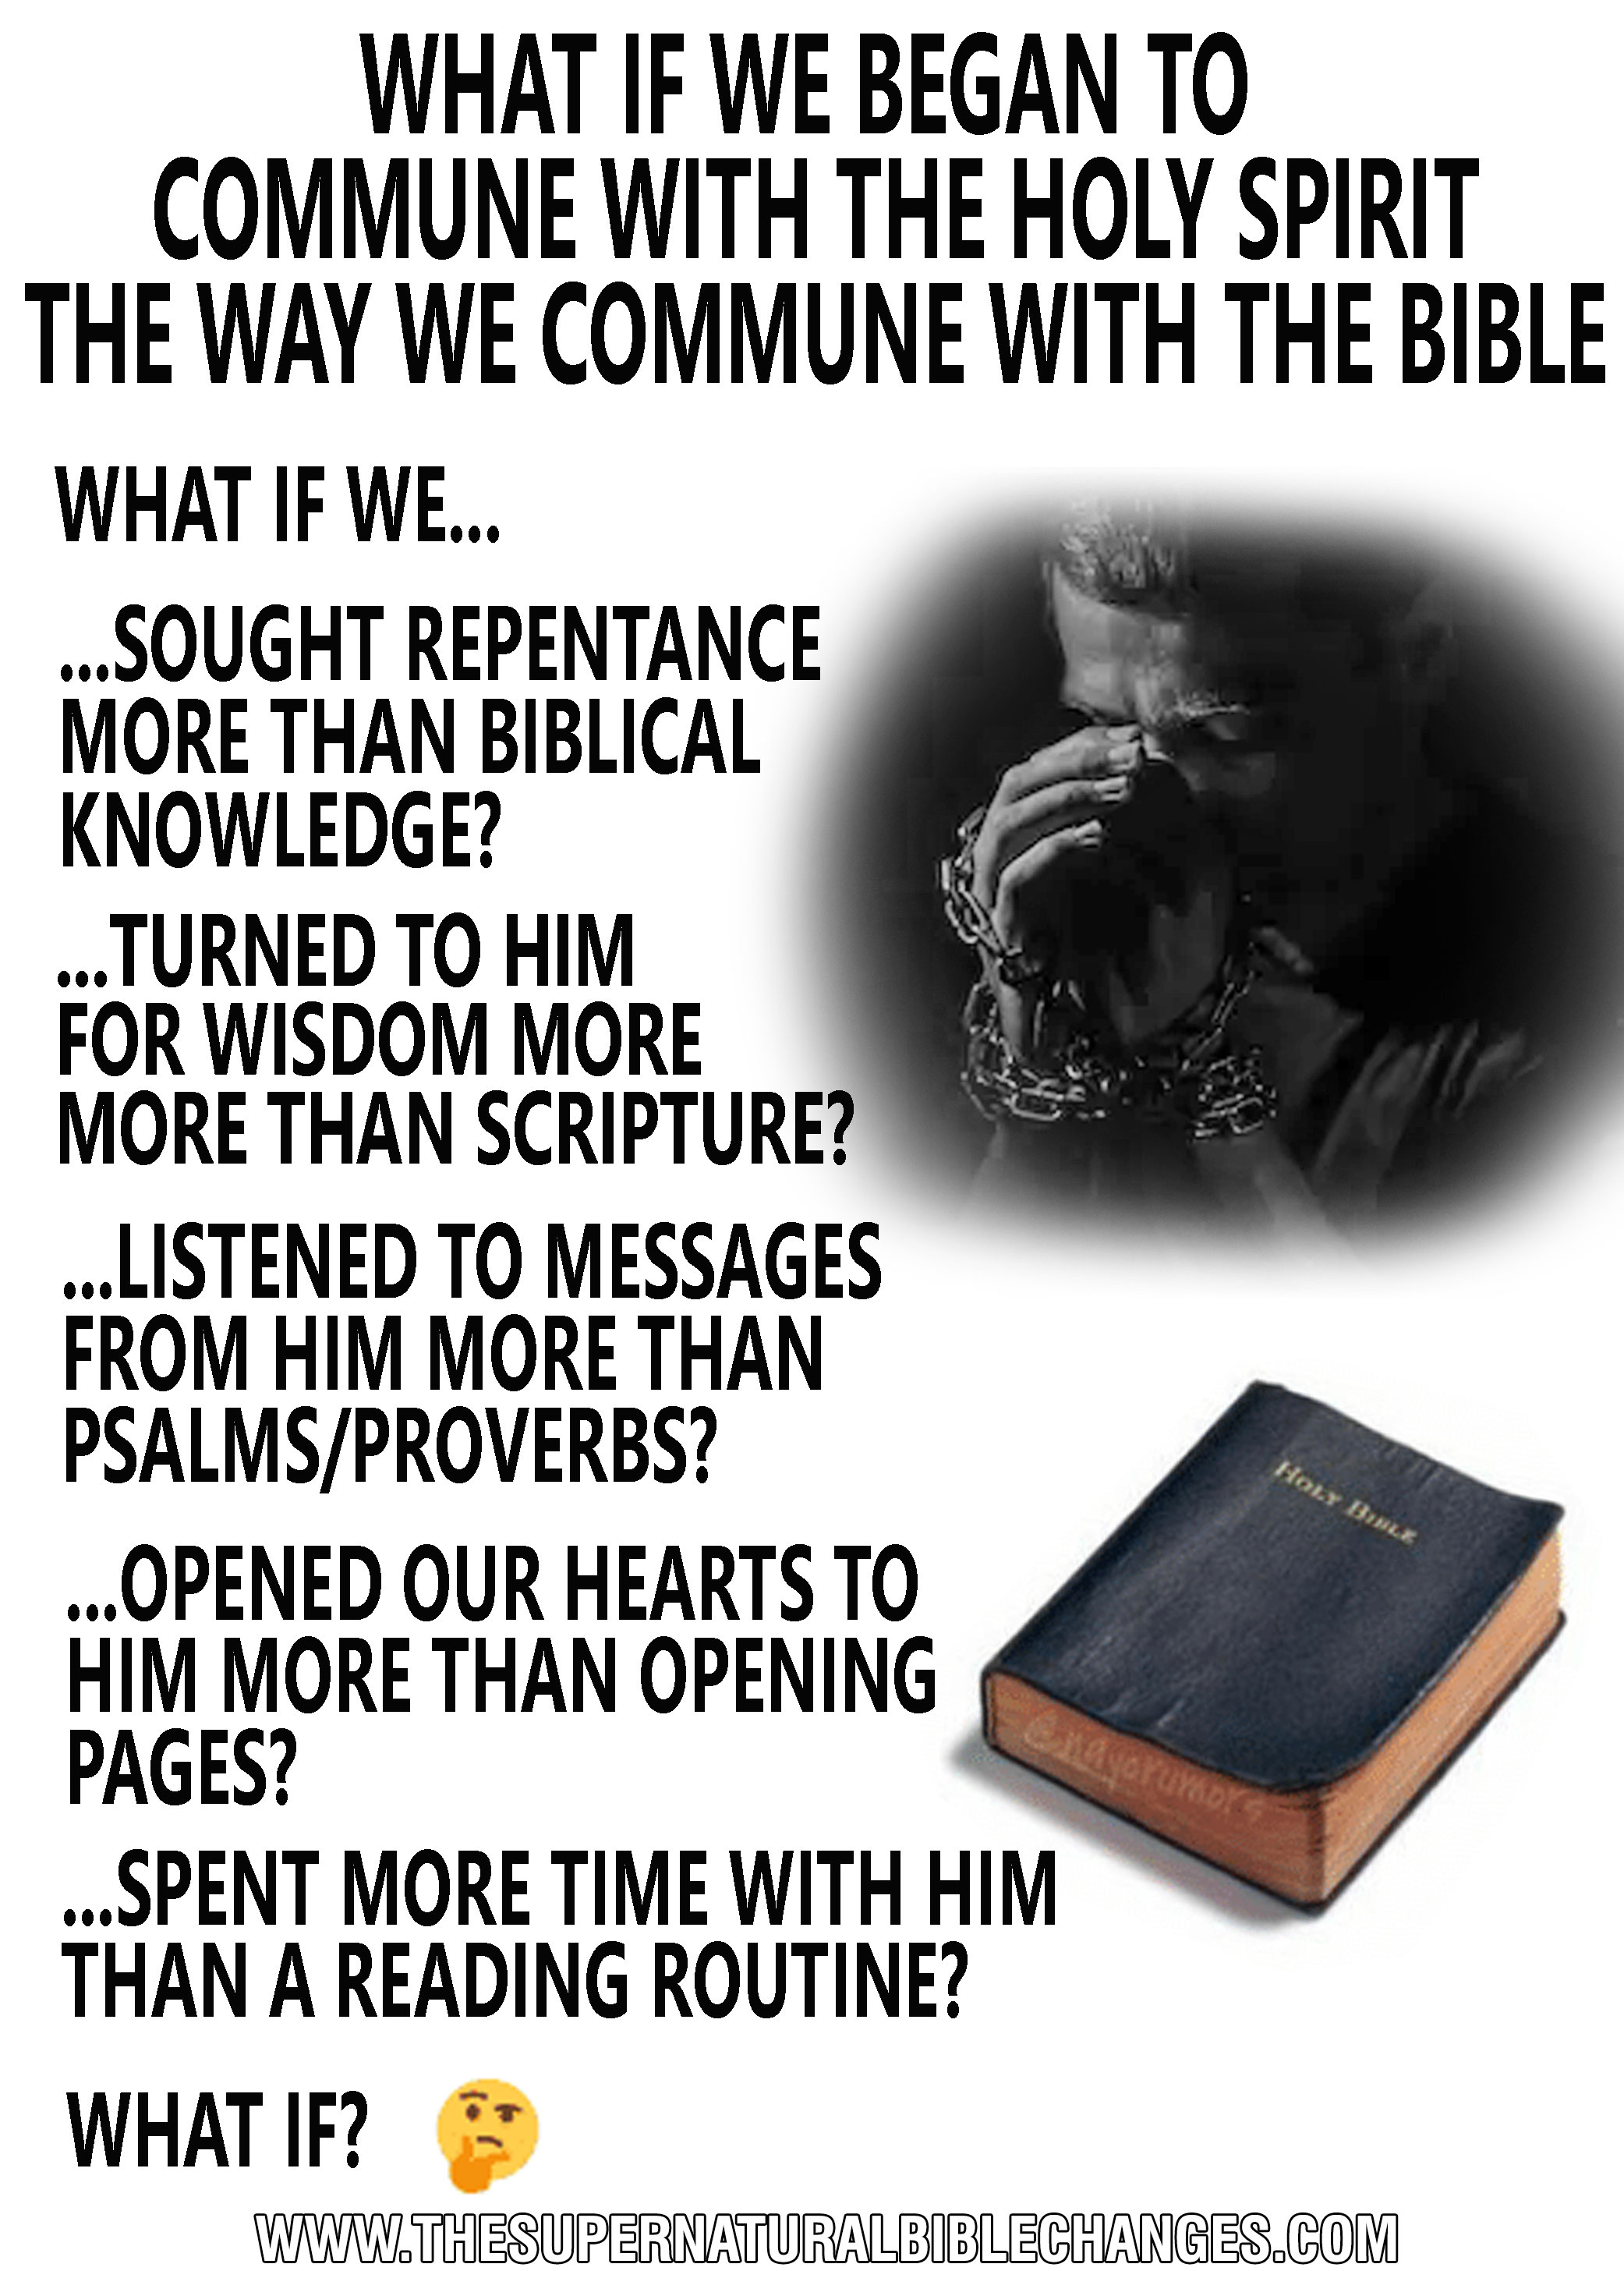 WHAT IF WE BEGAN TO
COMMUNE WITH THE HOLY SPIRIT
THE WAY WE COMMUNE WITH THE BIBLE
WHAT IF WE...
...SOUGHT REPENTANCE
MORE THAN BIBLICAL
KNOWLEDGE?
...TURNED TO HIM
FOR WISDOM MORE
MORE THAN SCRIPTURE?
...LISTENED TO MESSAGES
FROM HIM MORE THAN
PSALMS/PROVERBS?
...OPENED OUR HEARTS TO
HIM MORE THAN OPENING
PAGES?
HOLY BIBLE
...SPENT MORE TIME WITH HIM
THAN A READING ROUTINE?
WHAT IF?
WWW.THESUPERNATURALBIBLECHANGES.COM